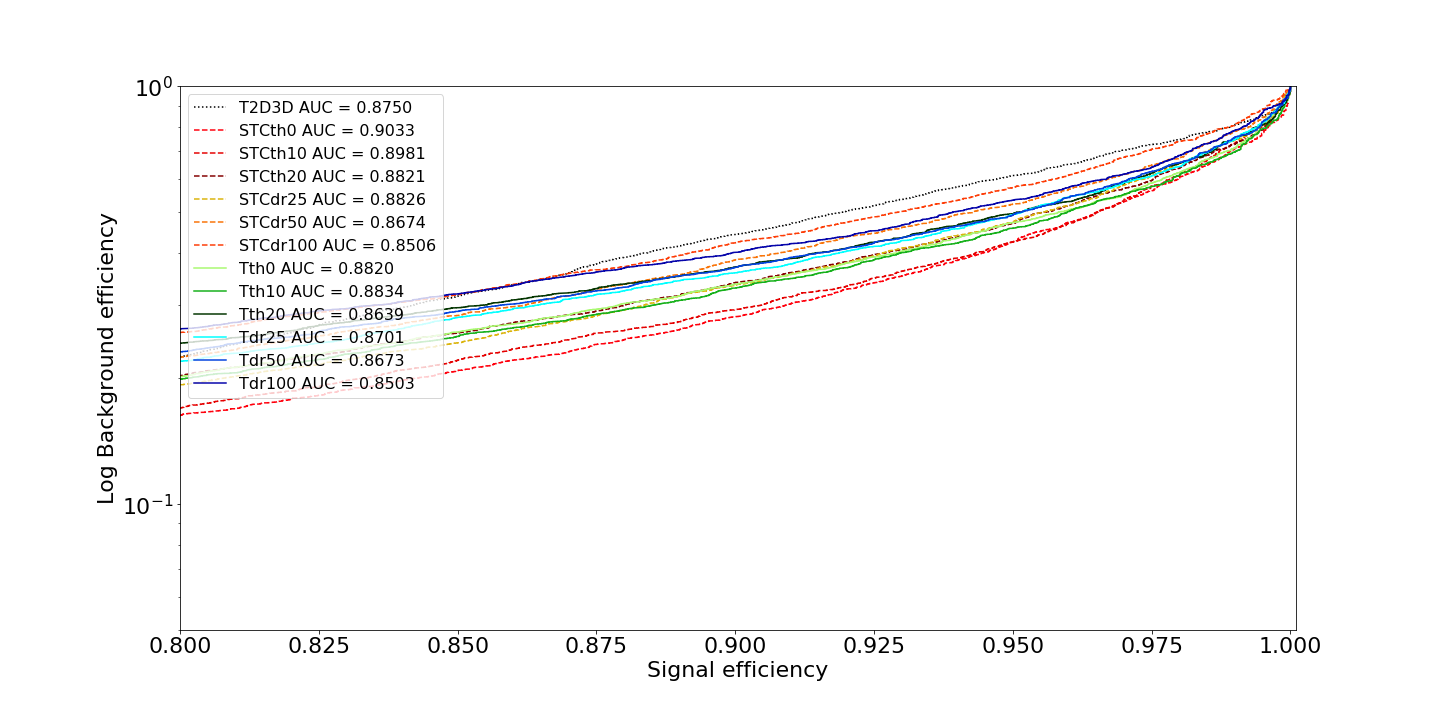 10^0
T2D3D AUC = 0.8750
STCth0 AUC = 0.9033
STCth10 AUC = 0.8981
STCth20 AUC = 0.8821
STCdr25 AUC = 0.8826
STCdr50 AUC = 0.8674
STCdr100 AUC = 0.8506
Tth0 AUC = 0.8820
Tth10 AUC = 0.8834
Tth20 AUC = 0.8639
Tdr25 AUC = 0.8701
Tdr50 AUC = 0.8673
Tdr100 AUC = 0.8503
Log Background efficiency
10^−1
0.800 0.825 0.850 0.875 0.900 0.925 0.950 0.975 1.000
Signal efficiency